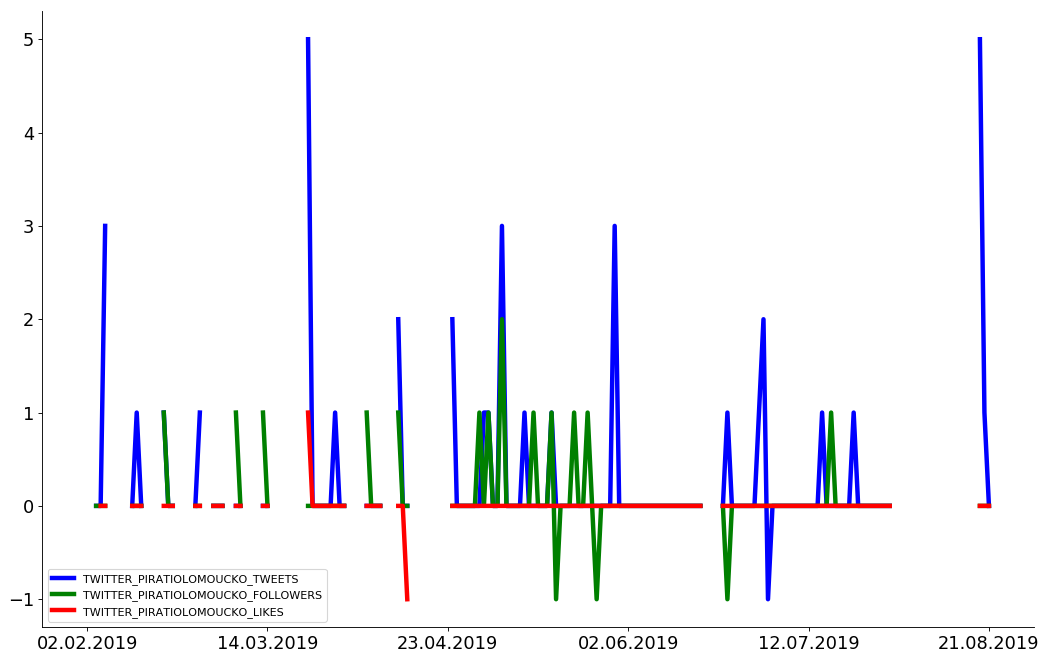 5
4
3
2
1
0
−1
TWITTER_PIRATIOLOMOUCKO_TWEETS
TWITTER_PIRATIOLOMOUCKO_FOLLOWERS
TWITTER_PIRATIOLOMOUCKO_LIKES
02.02.2019 14.03.2019 23.04.2019 02.06.2019 12.07.2019 21.08.2019